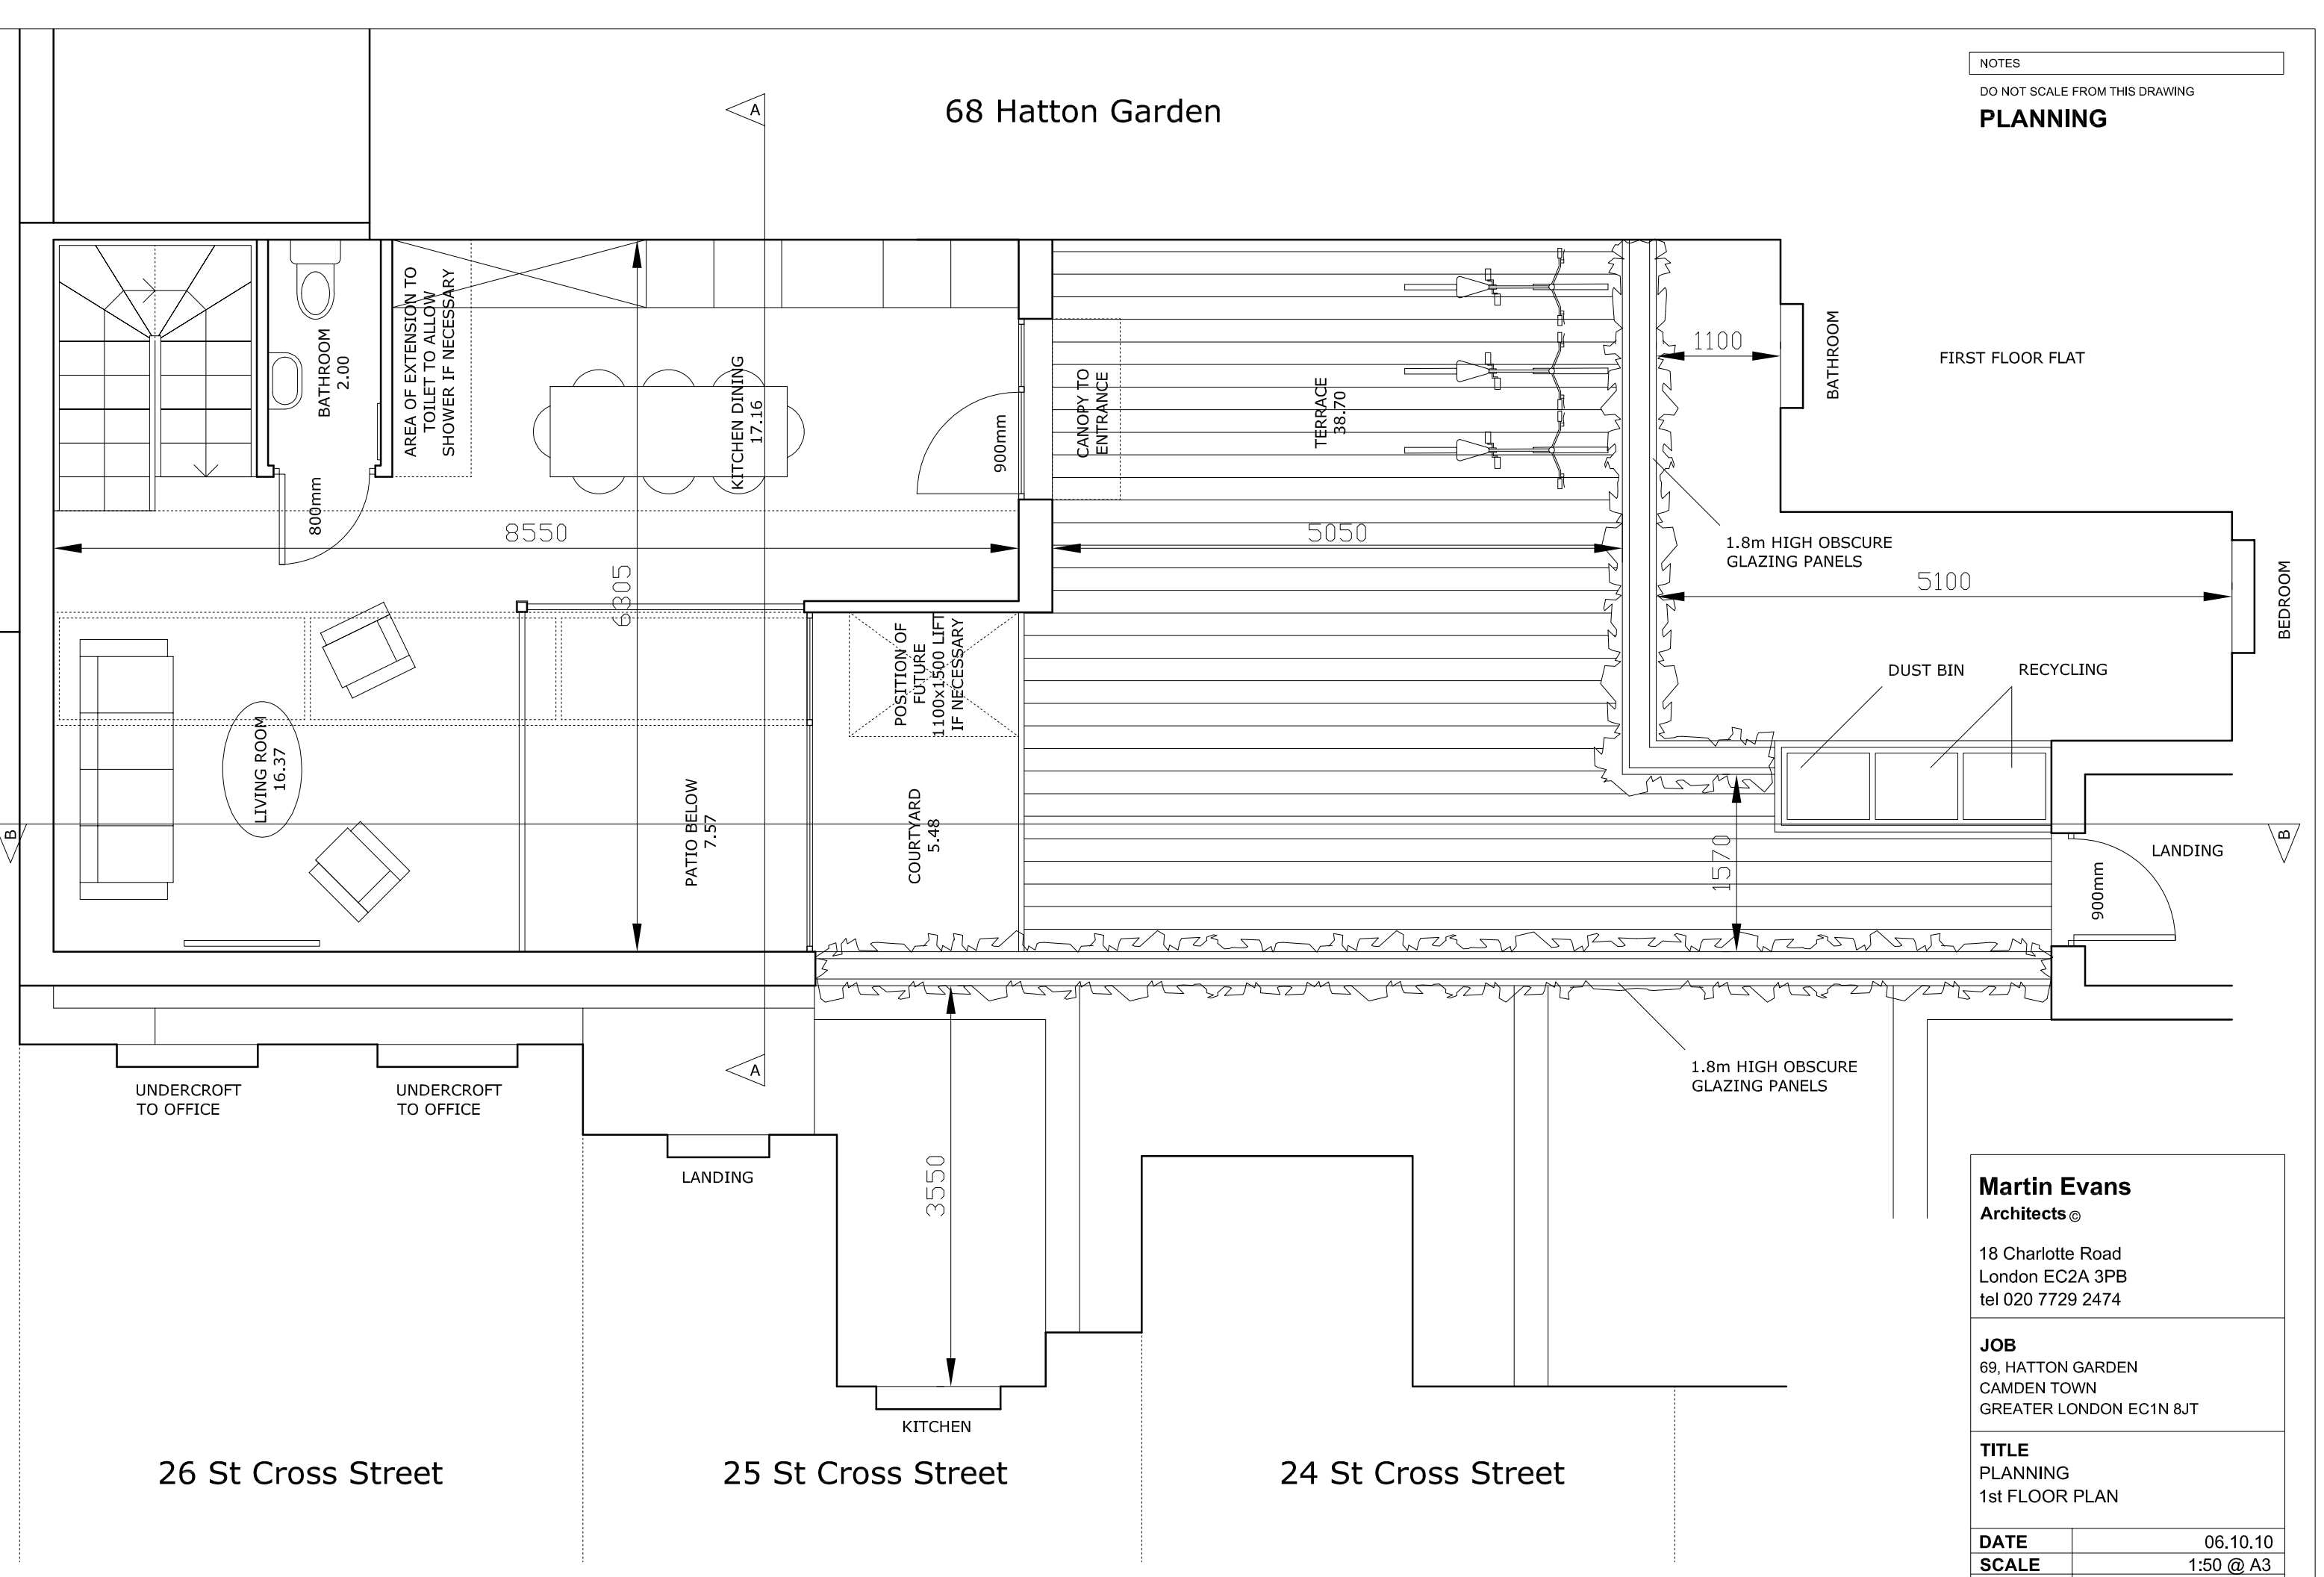 NOTES
DO NOT SCALE FROM THIS DRAWING
PLANNING
68 Hatton Garden
A
BATHROOM
2.00
800mm
AREA OF EXTENSION TO
TOILET TO ALLOW
SHOWER IF NECESSARY
KITCHEN DINING
17.16
900mm
CANOPY TO
ENTRANCE
TERRACE
38.70
1100
BATHROOM
FIRST FLOOR FLAT
8550
5050
6305
1.8m HIGH OBSCURE
GLAZING PANELS
5100
BEDROOM
POSITION OF
FUTURE
1100x1500 LIFT
IF NECESSARY
DUST BIN
RECYCLING
LIVING ROOM
16.37
PATIO BELOW
7.57
COURTYARD
5.48
1570
B
B
LANDING
900mm
A
UNDERCROFT
TO OFFICE
UNDERCROFT
TO OFFICE
1.8m HIGH OBSCURE
GLAZING PANELS
LANDING
3550
KITCHEN
26 St Cross Street
25 St Cross Street
24 St Cross Street
Martin Evans
Architects ©
18 Charlotte Road
London EC2A 3PB
tel 020 7729 2474
JOB
69, HATTON GARDEN
CAMDEN TOWN
GREATER LONDON EC1N 8JT
TITLE
PLANNING
1st FLOOR PLAN
DATE 06.10.10
SCALE 1:50 @ A3